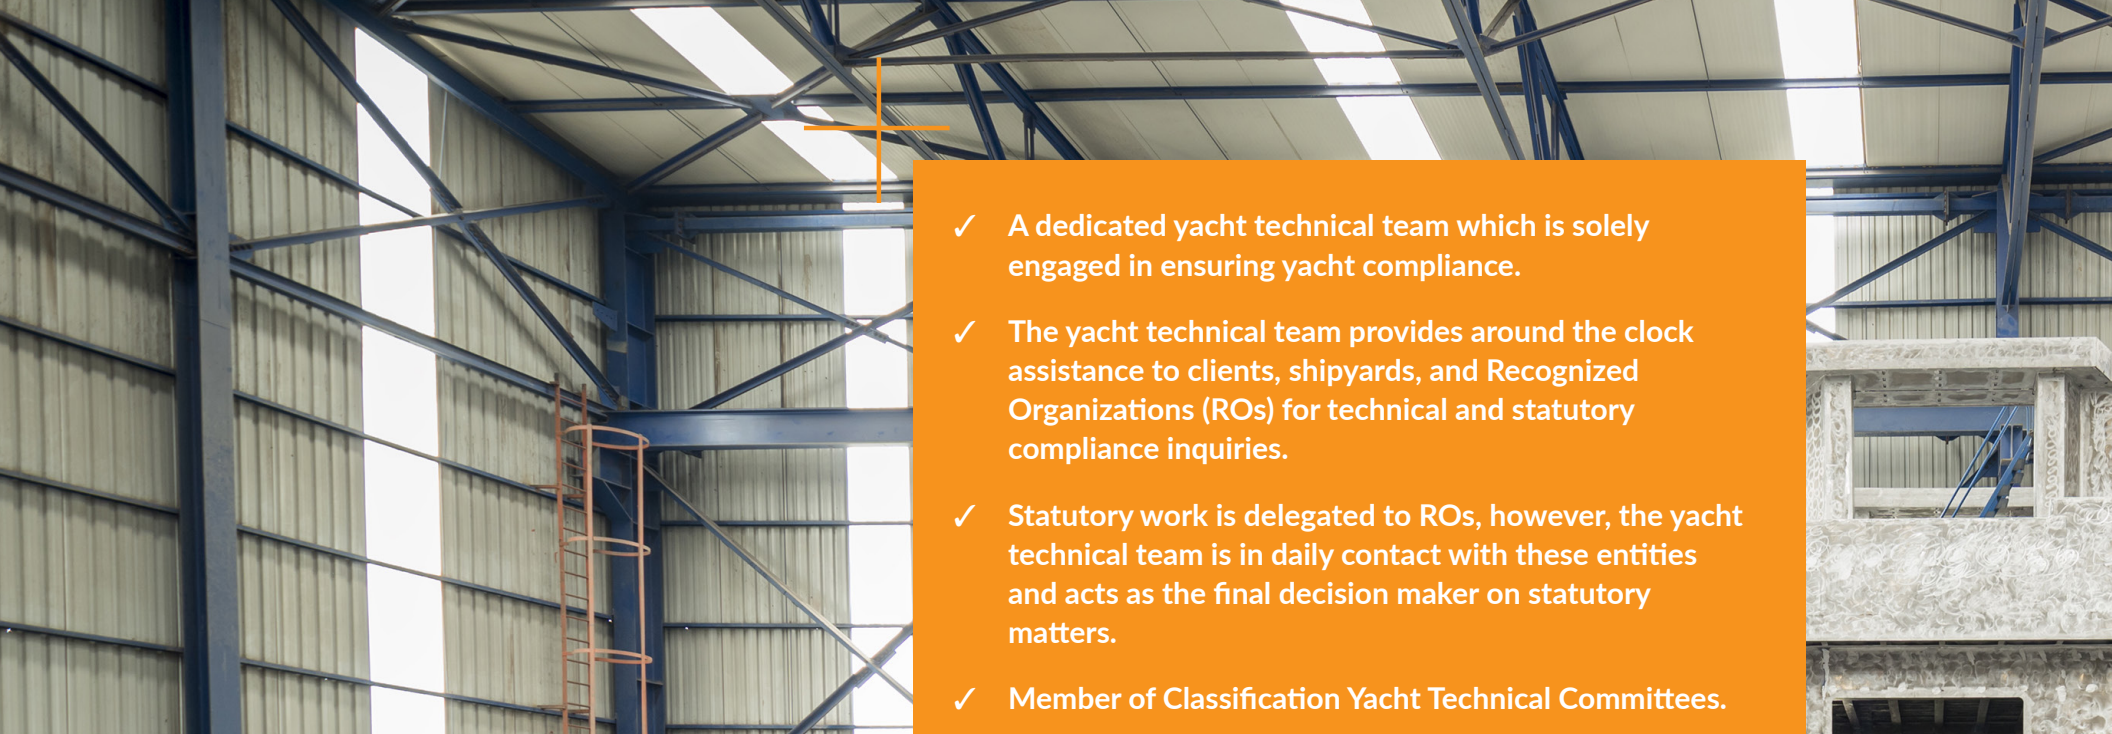 ✓ A dedicated yacht technical team which is solely
engaged in ensuring yacht compliance.
✓ The yacht technical team provides around the clock
assistance to clients, shipyards, and Recognized
Organizations (ROs) for technical and statutory
compliance inquiries.
✓ Statutory work is delegated to ROs, however, the yacht
technical team is in daily contact with these entities
and acts as the final decision maker on statutory
matters.
✓ Member of Classification Yacht Technical Committees.